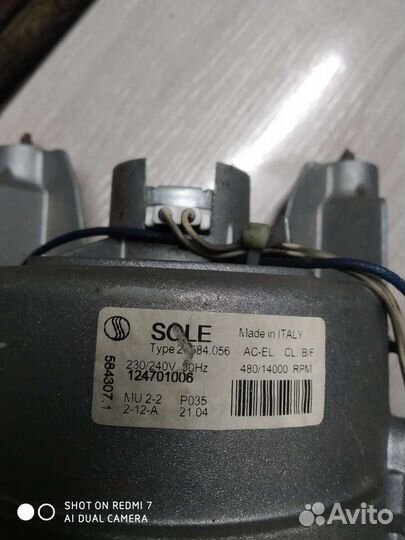 SOLE Made in ITALY
Type AC-EL. CL. B/F
230/240V 50Hz 480/14000 RPM
124701006
MU 2-2 P035
2-12-A 21.04
584307.1
SHOT ON REDMI 7
AI DUAL CAMERA
Avito